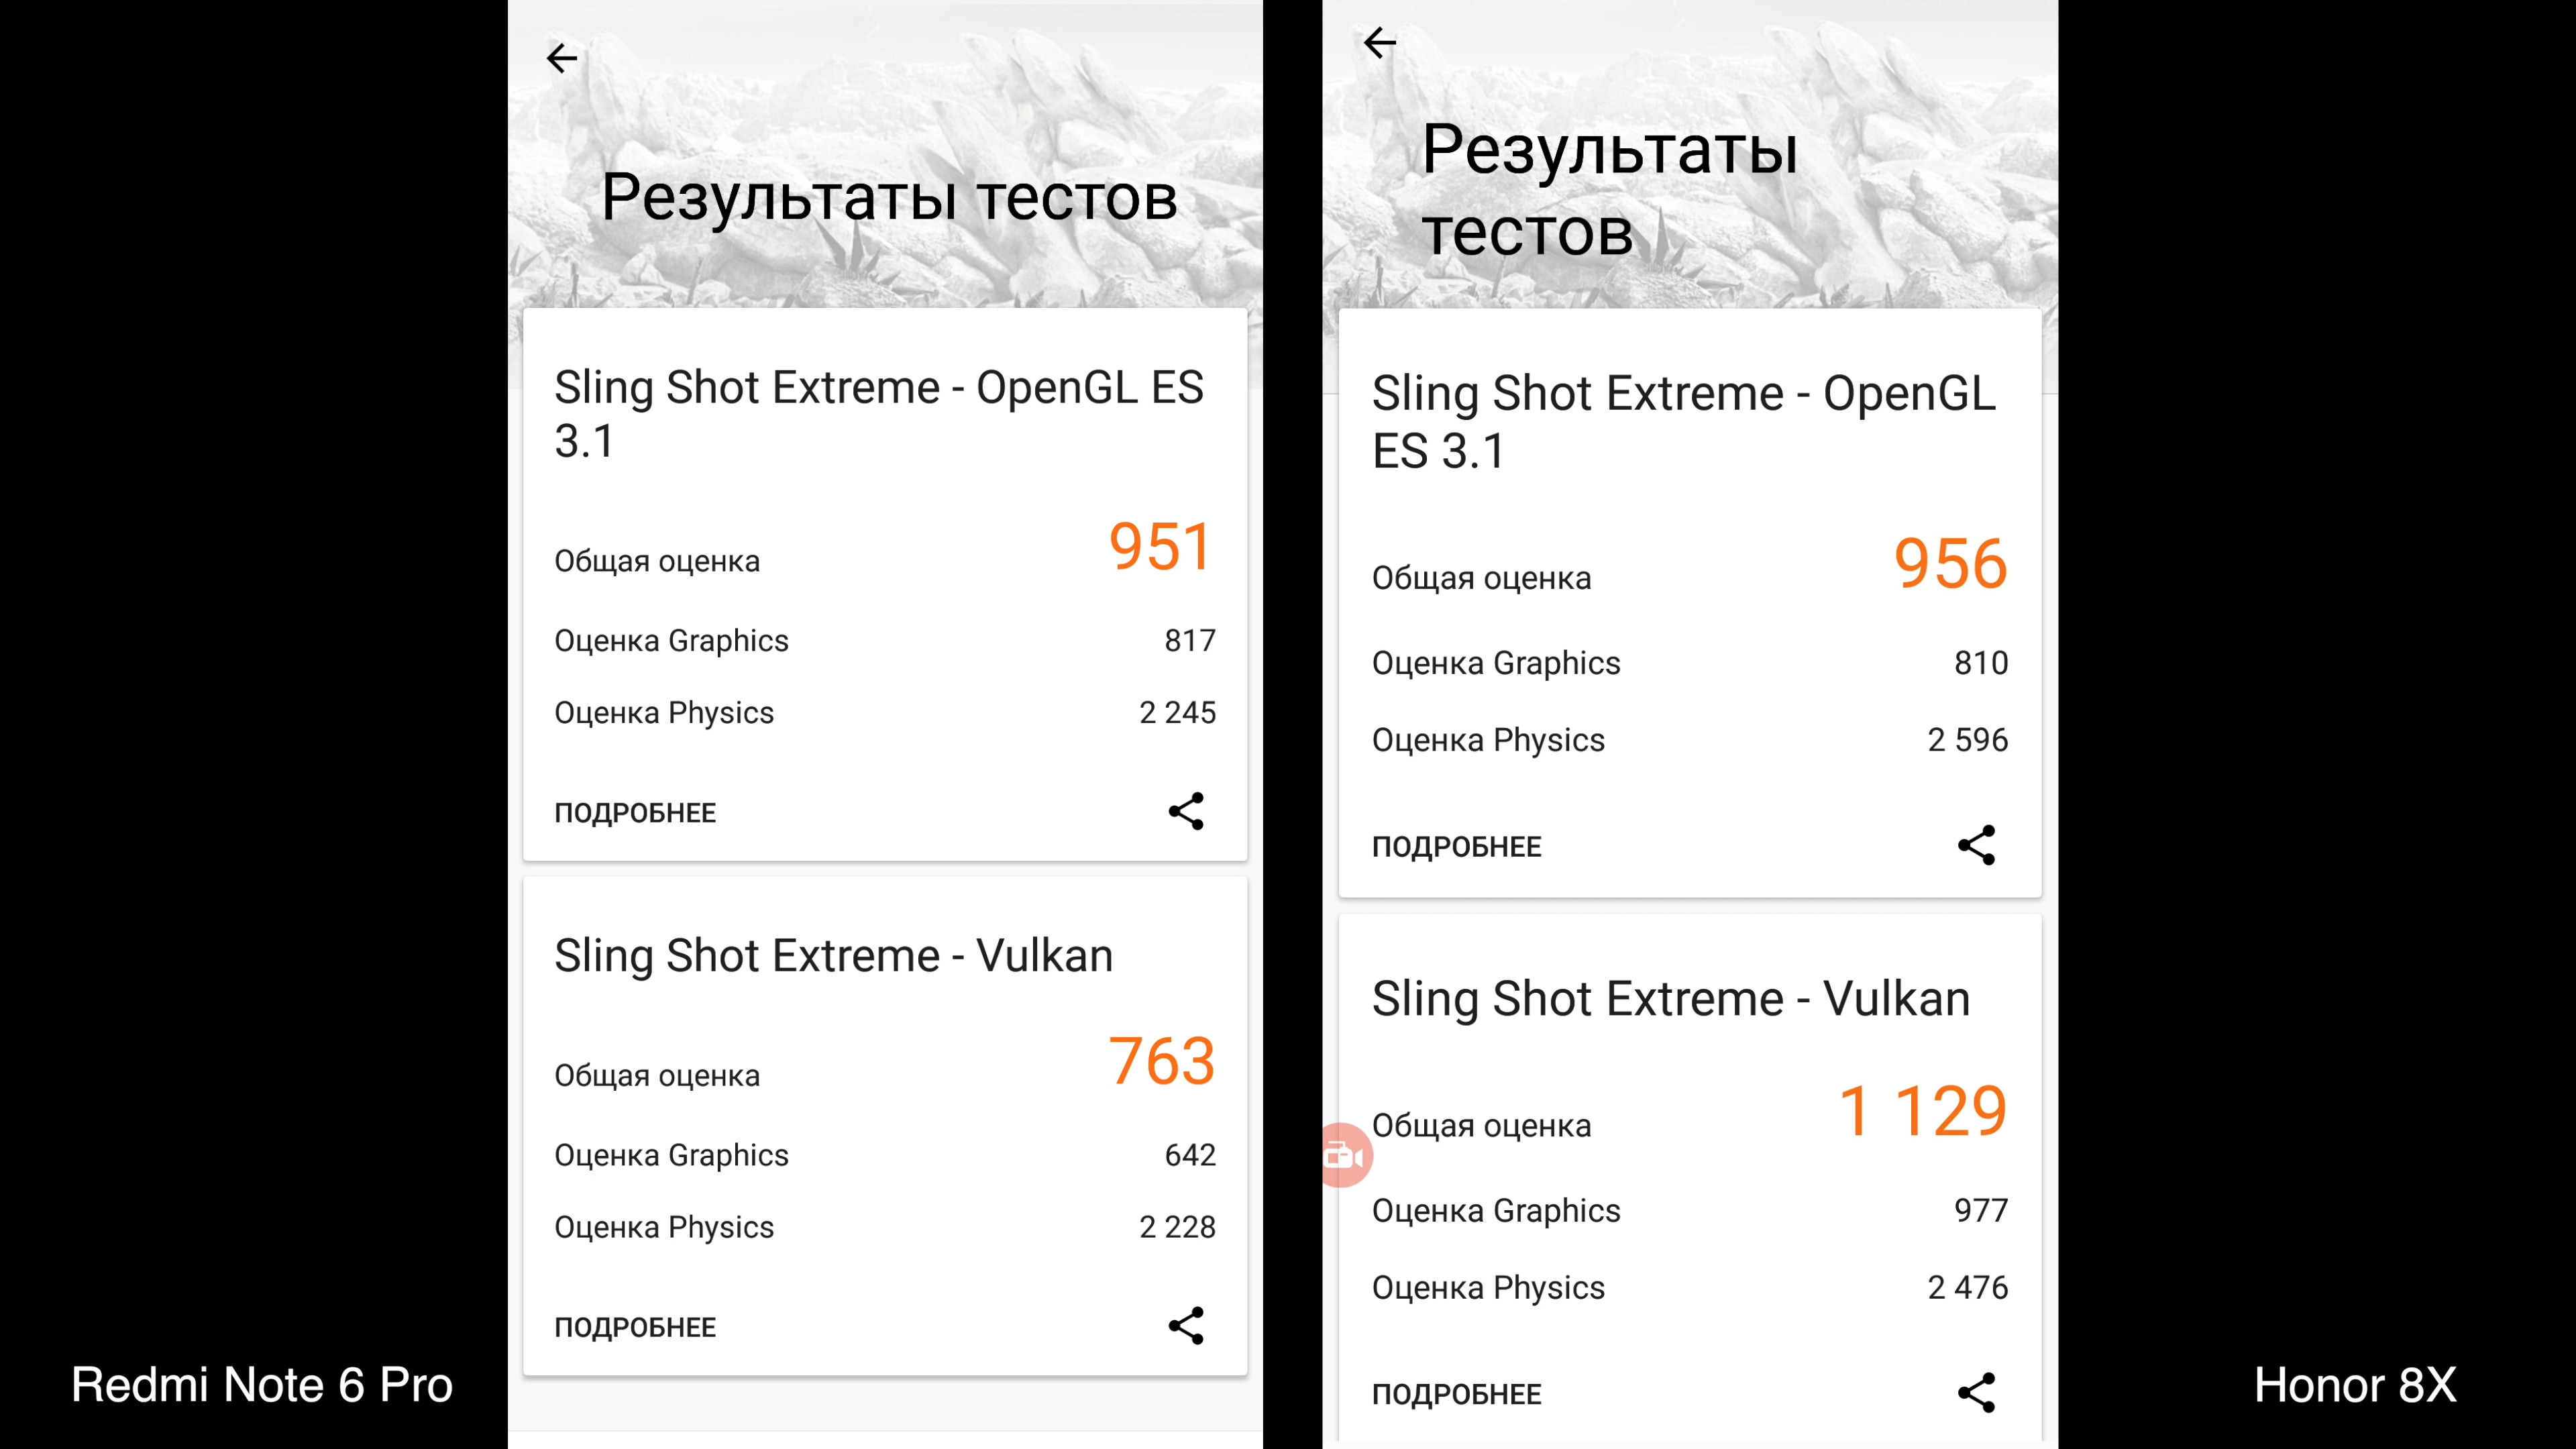 Результаты тестов
Sling Shot Extreme - OpenGL ES
3.1
Общая оценка 951
Оценка Graphics 817
Оценка Physics 2 245
ПОДРОБНЕЕ
Sling Shot Extreme - Vulkan
Общая оценка 763
Оценка Graphics 642
Оценка Physics 2 228
ПОДРОБНЕЕ
Redmi Note 6 Pro
Результаты
тестов
Sling Shot Extreme - OpenGL
ES 3.1
Общая оценка 956
Оценка Graphics 810
Оценка Physics 2 596
ПОДРОБНЕЕ
Sling Shot Extreme - Vulkan
Общая оценка 1 129
Оценка Graphics 977
Оценка Physics 2 476
ПОДРОБНЕЕ
Honor 8X